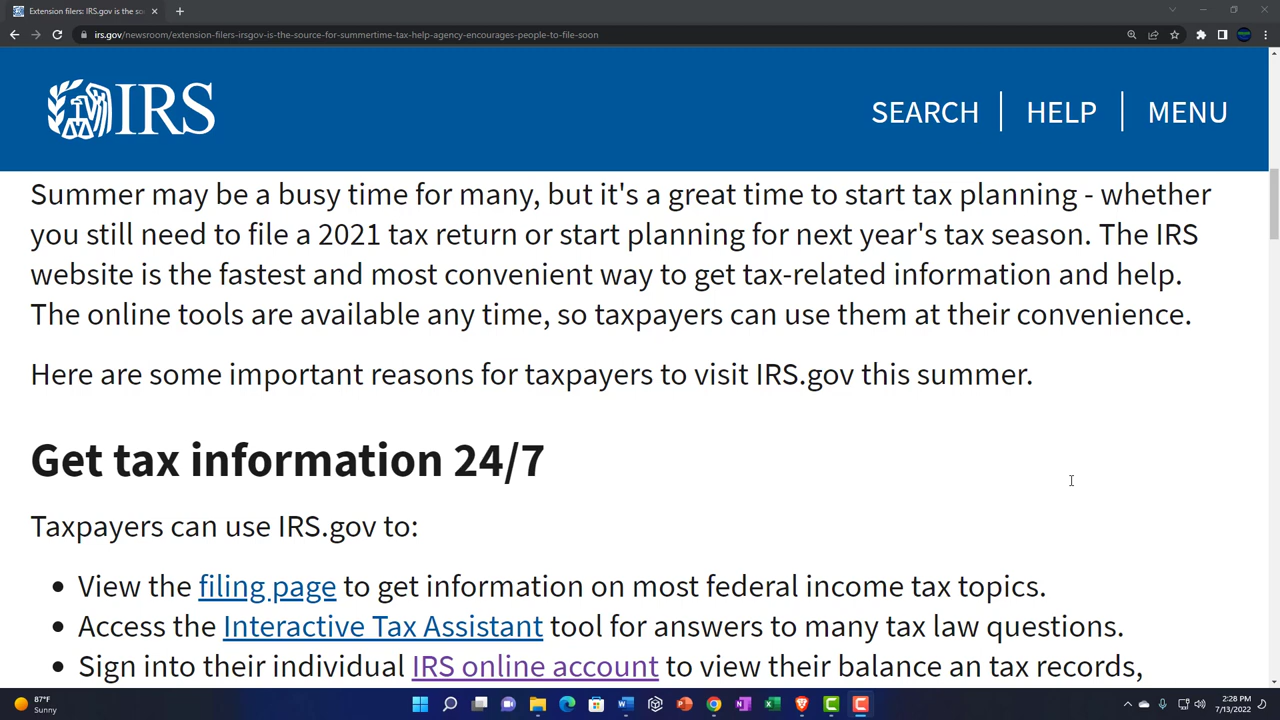 Extension filers: IRS.gov is the so
irs.gov/newsroom/extension-filers-irsgov-is-the-source-for-summertime-tax-help-agency-encourages-people-to-file-soon
IRS
SEARCH HELP MENU
Summer may be a busy time for many, but it's a great time to start tax planning - whether
you still need to file a 2021 tax return or start planning for next year's tax season. The IRS
website is the fastest and most convenient way to get tax-related information and help.
The online tools are available any time, so taxpayers can use them at their convenience.
Here are some important reasons for taxpayers to visit IRS.gov this summer.
Get tax information 24/7
Taxpayers can use IRS.gov to:
• View the filing page to get information on most federal income tax topics.
• Access the Interactive Tax Assistant tool for answers to many tax law questions.
• Sign into their individual IRS online account to view their balance an tax records,
87°F
Sunny
2:28 PM
7/13/2022